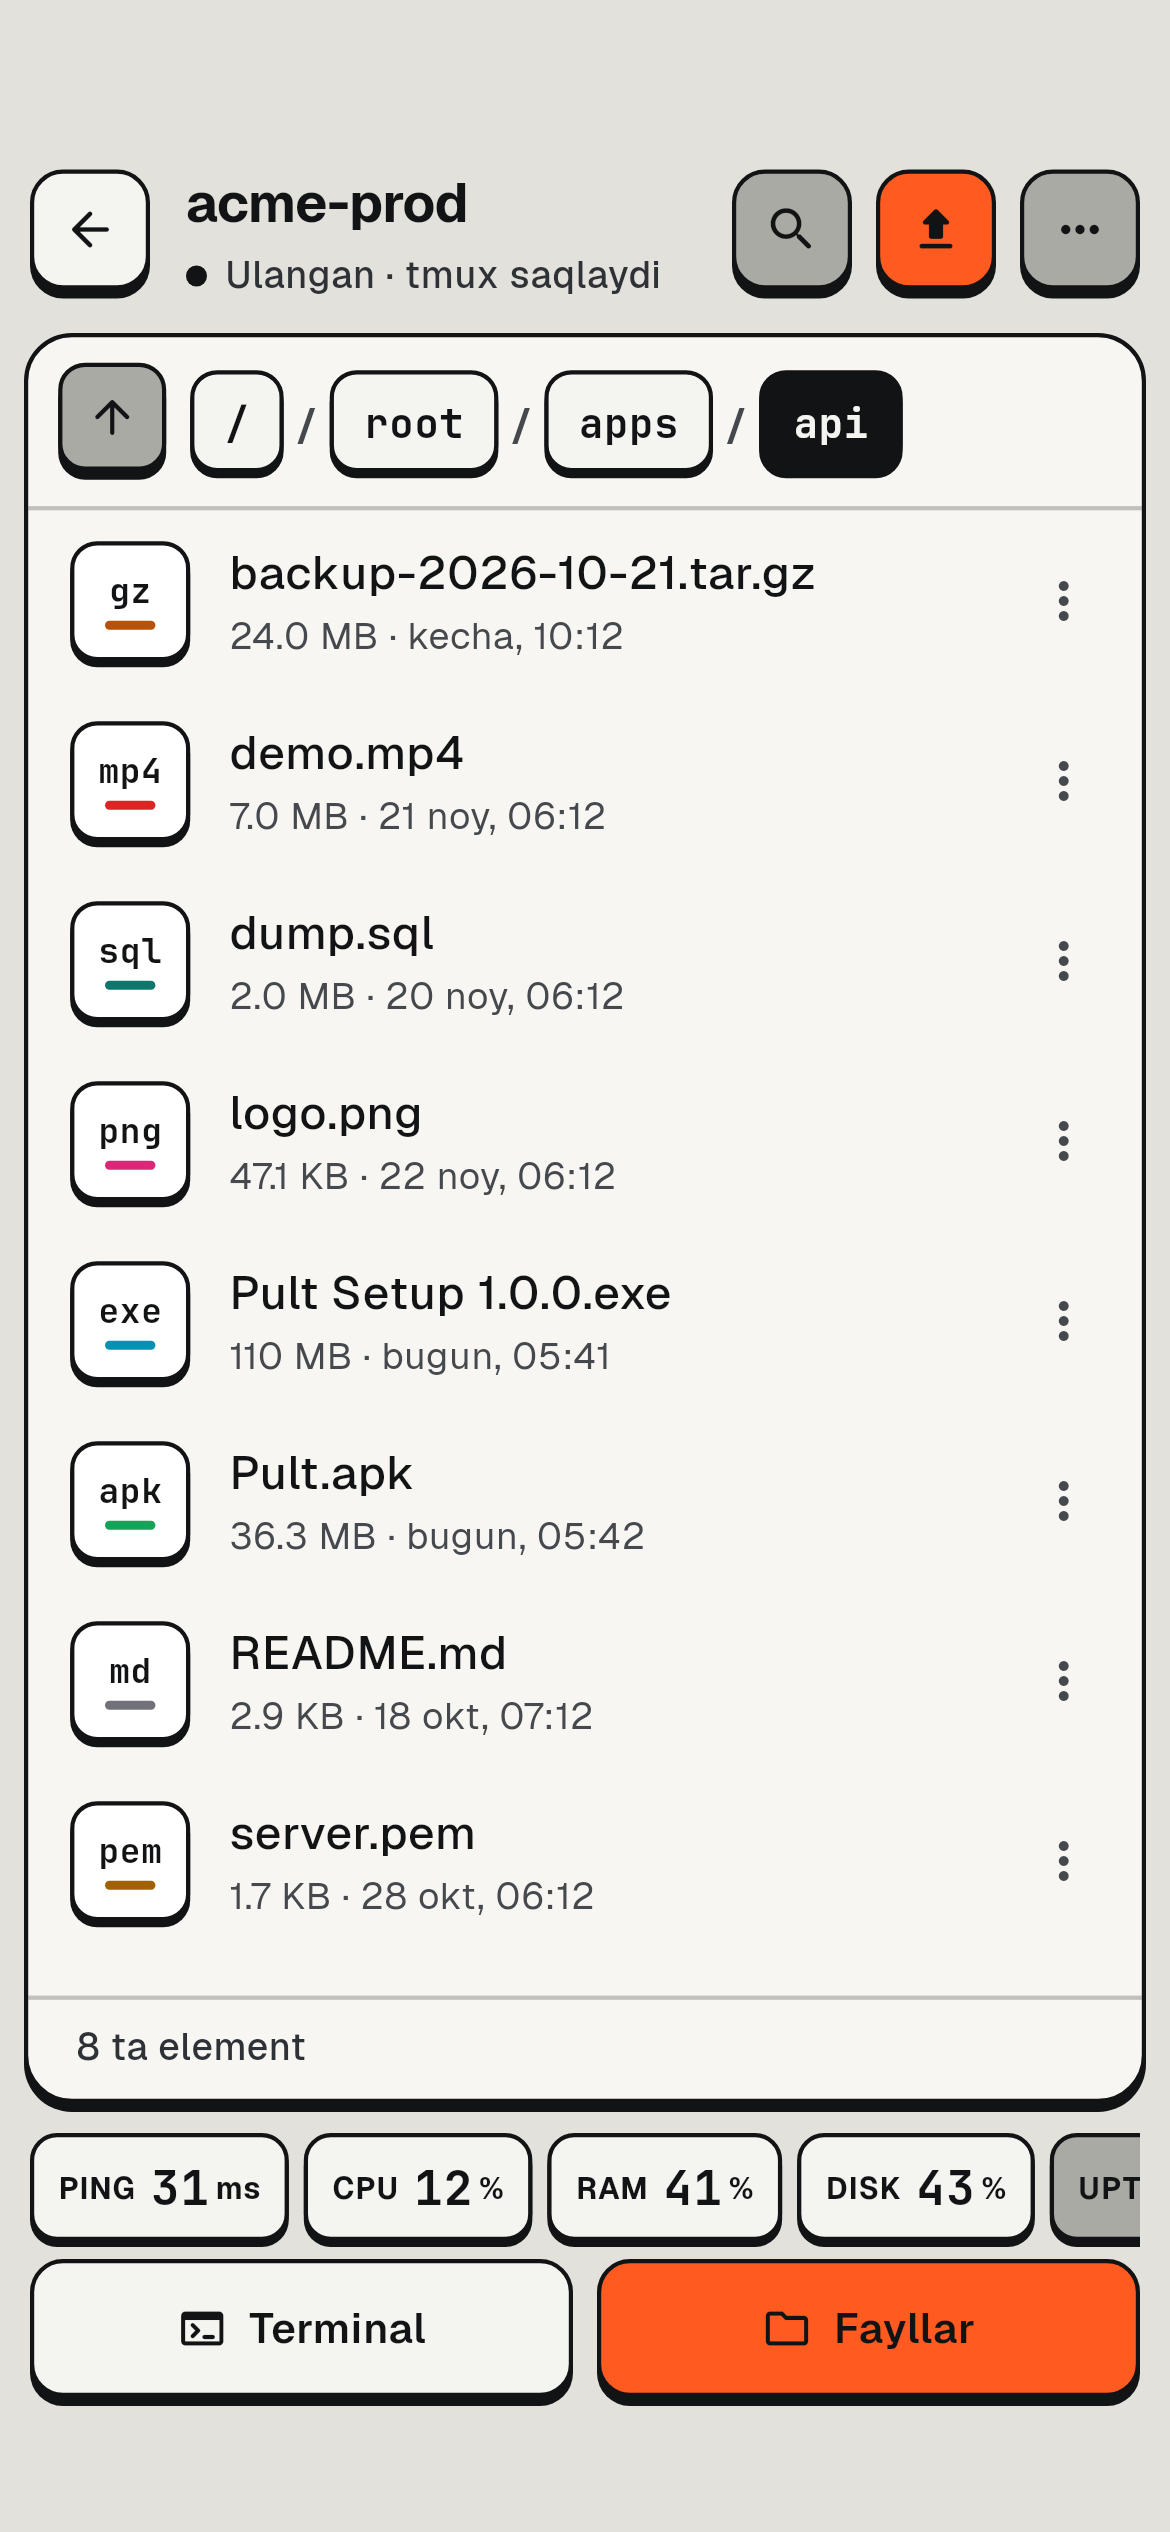 acme-prod
Ulangan · tmux saqlaydi
/ / root / apps / api
gz
backup-2026-10-21.tar.gz
24.0 MB · kecha, 10:12
mp4
demo.mp4
7.0 MB · 21 noy, 06:12
sql
dump.sql
2.0 MB · 20 noy, 06:12
png
logo.png
47.1 KB · 22 noy, 06:12
exe
Pult Setup 1.0.0.exe
110 MB · bugun, 05:41
apk
Pult.apk
36.3 MB · bugun, 05:42
md
README.md
2.9 KB · 18 okt, 07:12
pem
server.pem
1.7 KB · 28 okt, 06:12
8 ta element
PING 31 ms CPU 12 % RAM 41 % DISK 43 % UPT
Terminal Fayllar